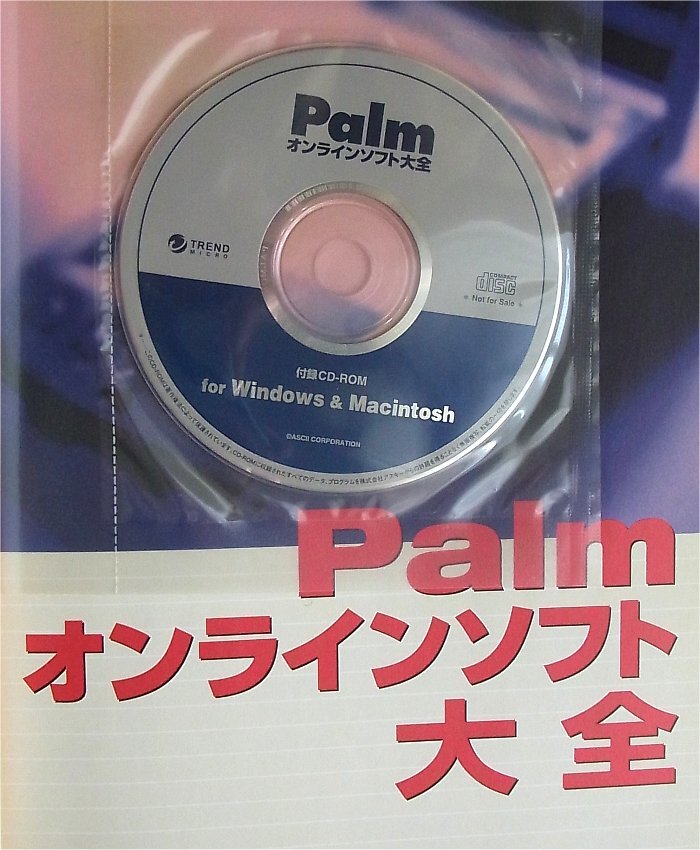 Palm
オンラインソフト大全
TREND
MICRO
COMPACT
disc
Not for Sale
付録CD-ROM
for Windows & Macintosh
©ASCII CORPORATION
Palm
オンラインソフト
大全